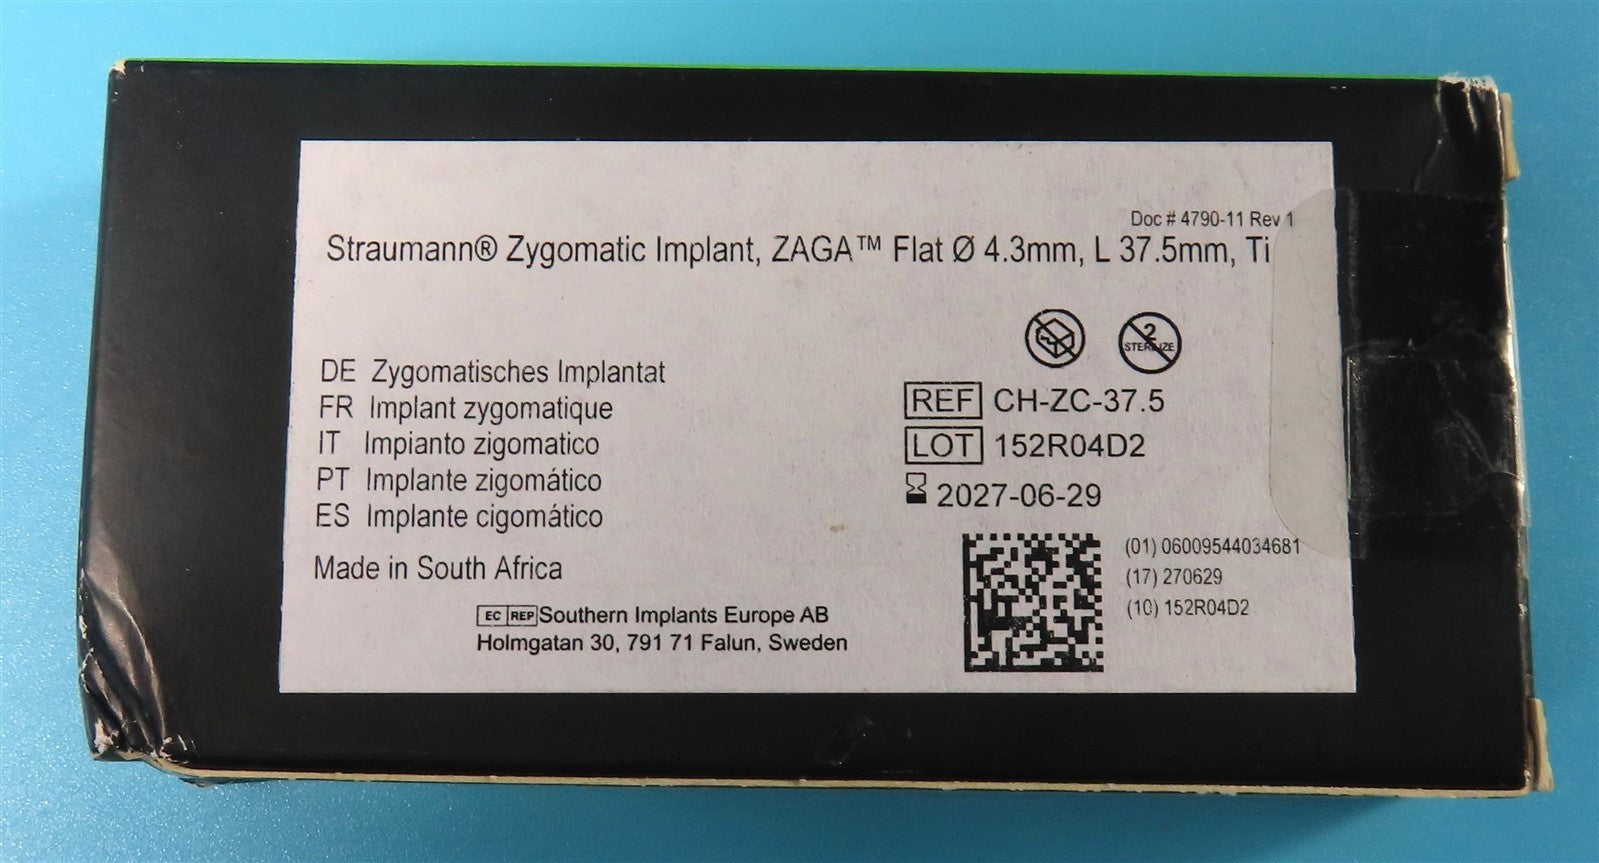 Doc # 4790-11 Rev 1
Straumann® Zygomatic Implant, ZAGA™ Flat Ø 4.3mm, L 37.5mm, Ti
2
STERILIZE
DE Zygomatisches Implantat
FR Implant zygomatique
IT Impianto zigomatico
PT Implante zigomático
ES Implante cigomático
Made in South Africa
EC REP Southern Implants Europe AB
Holmgatan 30, 791 71 Falun, Sweden
REF CH-ZC-37.5
LOT 152R04D2
2027-06-29
(01) 06009544034681
(17) 270629
(10) 152R04D2